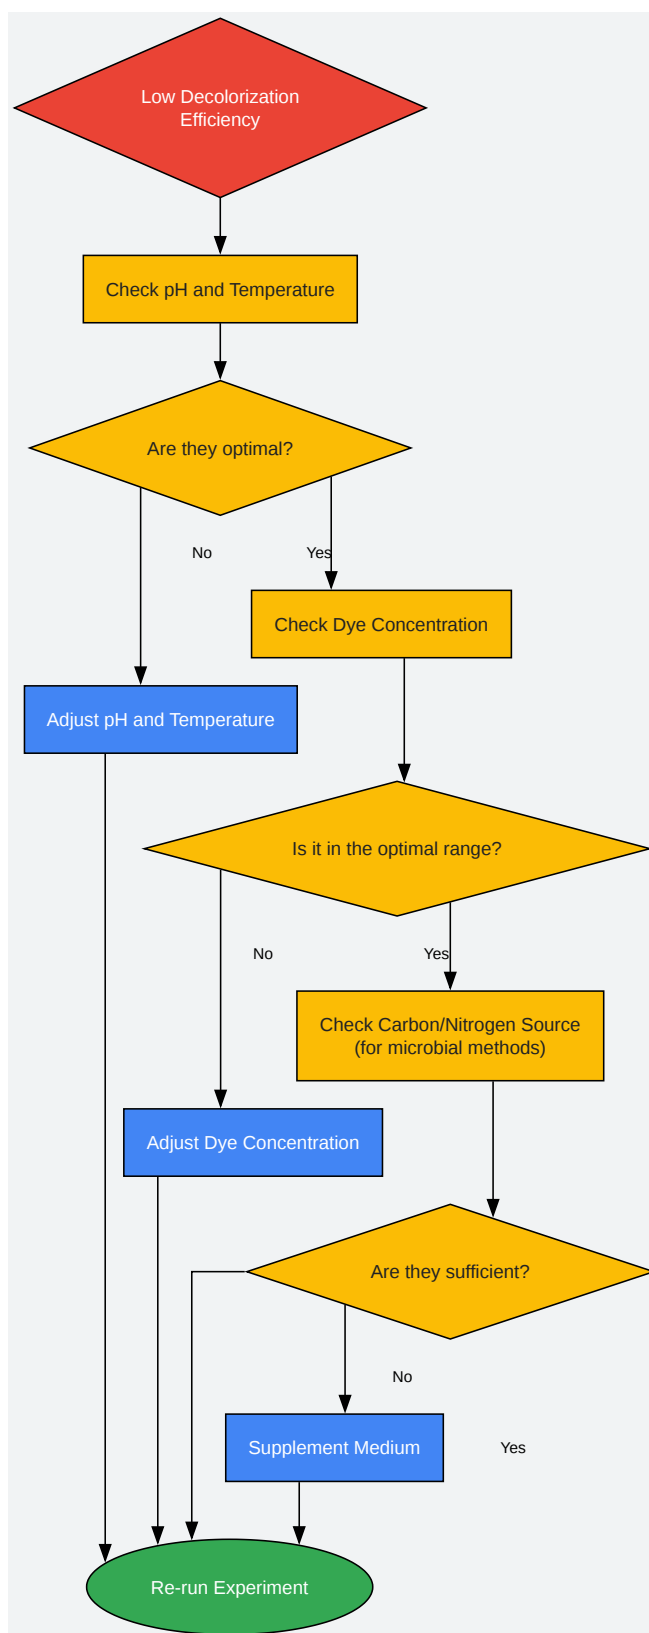 Low Decolorization
Efficiency
Check pH and Temperature
Are they optimal?
No
Yes
Check Dye Concentration
Adjust pH and Temperature
Is it in the optimal range?
No
Yes
Check Carbon/Nitrogen Source
(for microbial methods)
Adjust Dye Concentration
Are they sufficient?
No
Supplement Medium
Yes
Re-run Experiment